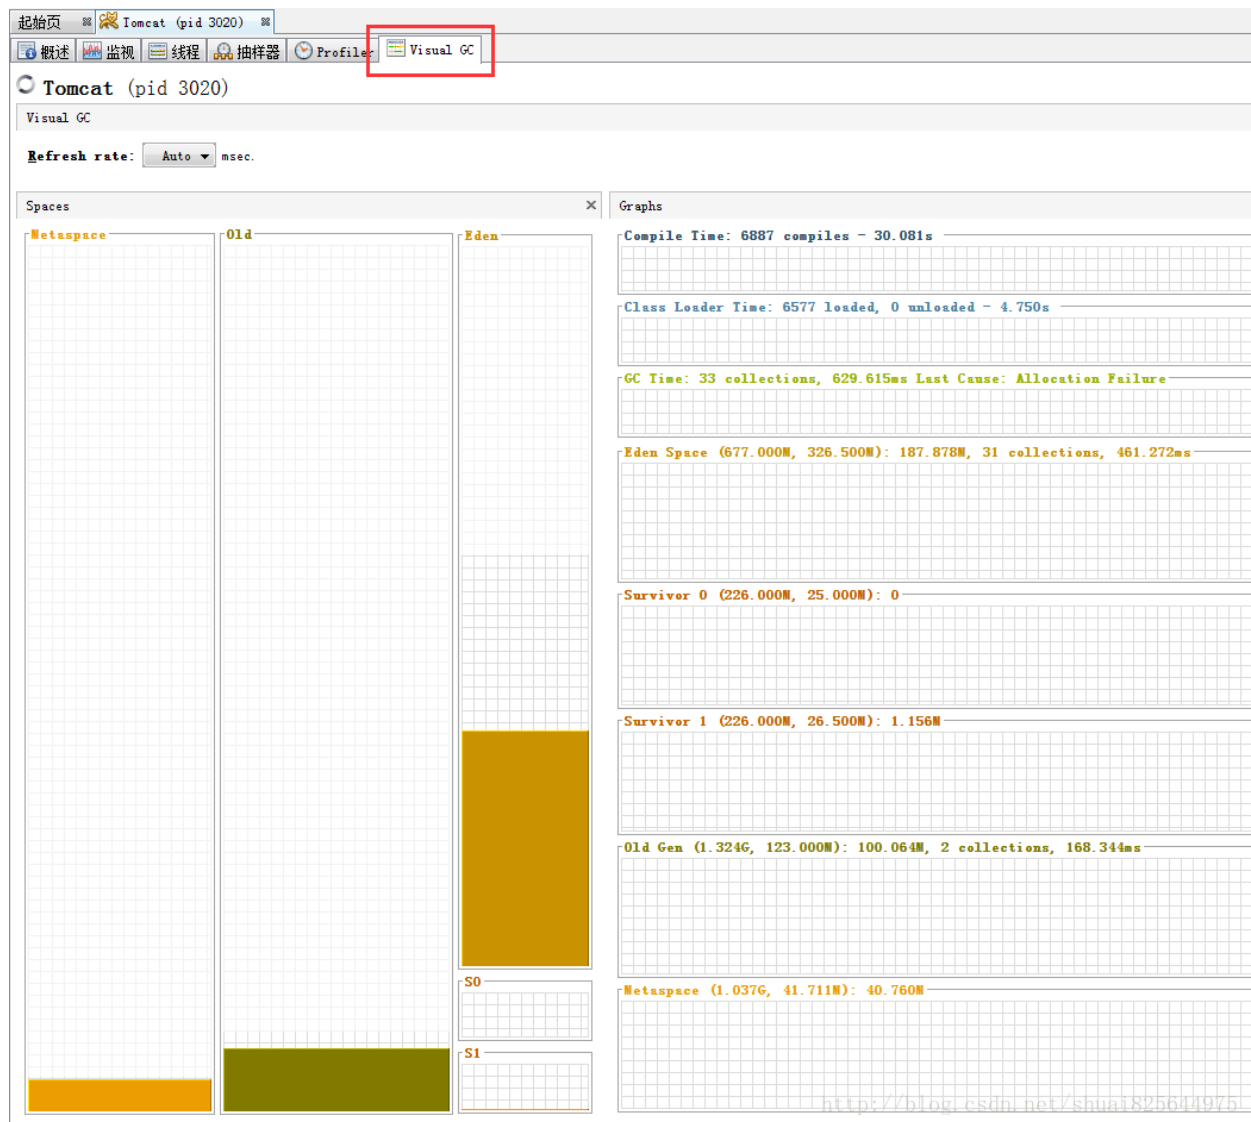 起始页 Tomcat (pid 3020)
概述 监视 线程 抽样器 Profiler Visual GC
Tomcat (pid 3020)
Visual GC
Refresh rate: Auto msec.
Spaces
Graphs
Metaspace
Old
Eden
S0
S1
Compile Time: 6887 compiles - 30.081s
Class Loader Time: 6577 loaded, 0 unloaded - 4.750s
GC Time: 33 collections, 629.615ms Last Cause: Allocation Failure
Eden Space (677.000M, 326.500M): 187.878M, 31 collections, 461.272ms
Survivor 0 (226.000M, 25.000M): 0
Survivor 1 (226.000M, 26.500M): 1.156M
Old Gen (1.324G, 123.000M): 100.064M, 2 collections, 168.344ms
Metaspace (1.037G, 41.711M): 40.760M
http://blog.csdn.net/shuai825644975